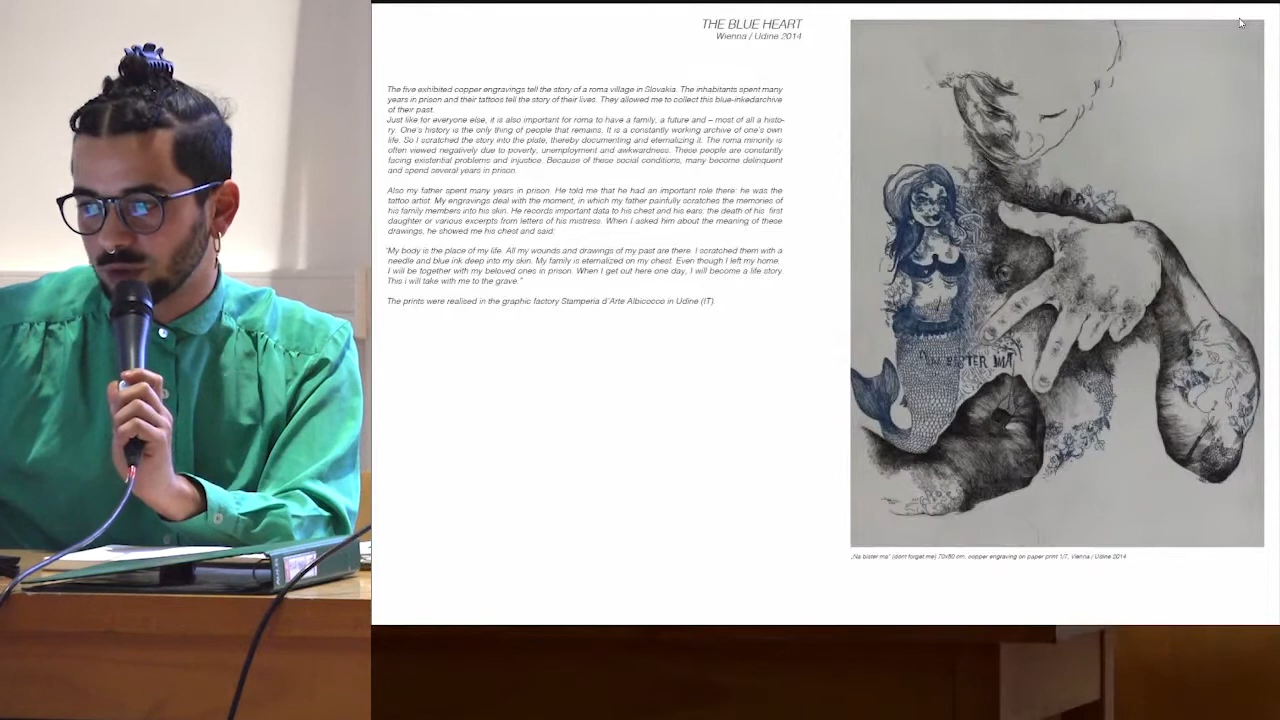 THE BLUE HEART
Wienna / Udine 2014
The five exhibited copper engravings tell the story of a roma village in Slovakia. The inhabitants spent many
years in prison and their tattoos tell the story of their lives. They allowed me to collect this blue-inkedarchive
of their past.
Just like for everyone else, it is also important for roma to have a family, a future and – most of all a histo-
ry. One's history is the only thing of people that remains. It is a constantly working archive of one's own
life. So I scratched the story into the plate, thereby documenting and eternalizing it. The roma minority is
often viewed negatively due to poverty, unemployment and awkwardness. These people are constantly
facing existential problems and injustice. Because of these social conditions, many become delinquent
and spend several years in prison.
Also my father spent many years in prison. He told me that he had an important role there: he was the
tattoo artist. My engravings deal with the moment, in which my father painfully scratches the memories of
his family members into his skin. He records important data to his chest and his ears: the death of his first
daughter or various excerpts from letters of his mistress. When I asked him about the meaning of these
drawings, he showed me his chest and said:
"My body is the place of my life. All my wounds and drawings of my past are there. I scratched them with a
needle and blue ink deep into my skin. My family is eternalized on my chest. Even though I left my home,
I will be together with my beloved ones in prison. When I get out here one day, I will become a life story.
This I will take with me to the grave."
The prints were realised in the graphic factory Stamperia d'Arte Albicocco in Udine (IT).
BISTER MA
„Na bister ma" (dont forget me) 70x80 cm, copper engraving on paper print 1/7, Vienna / Udine 2014